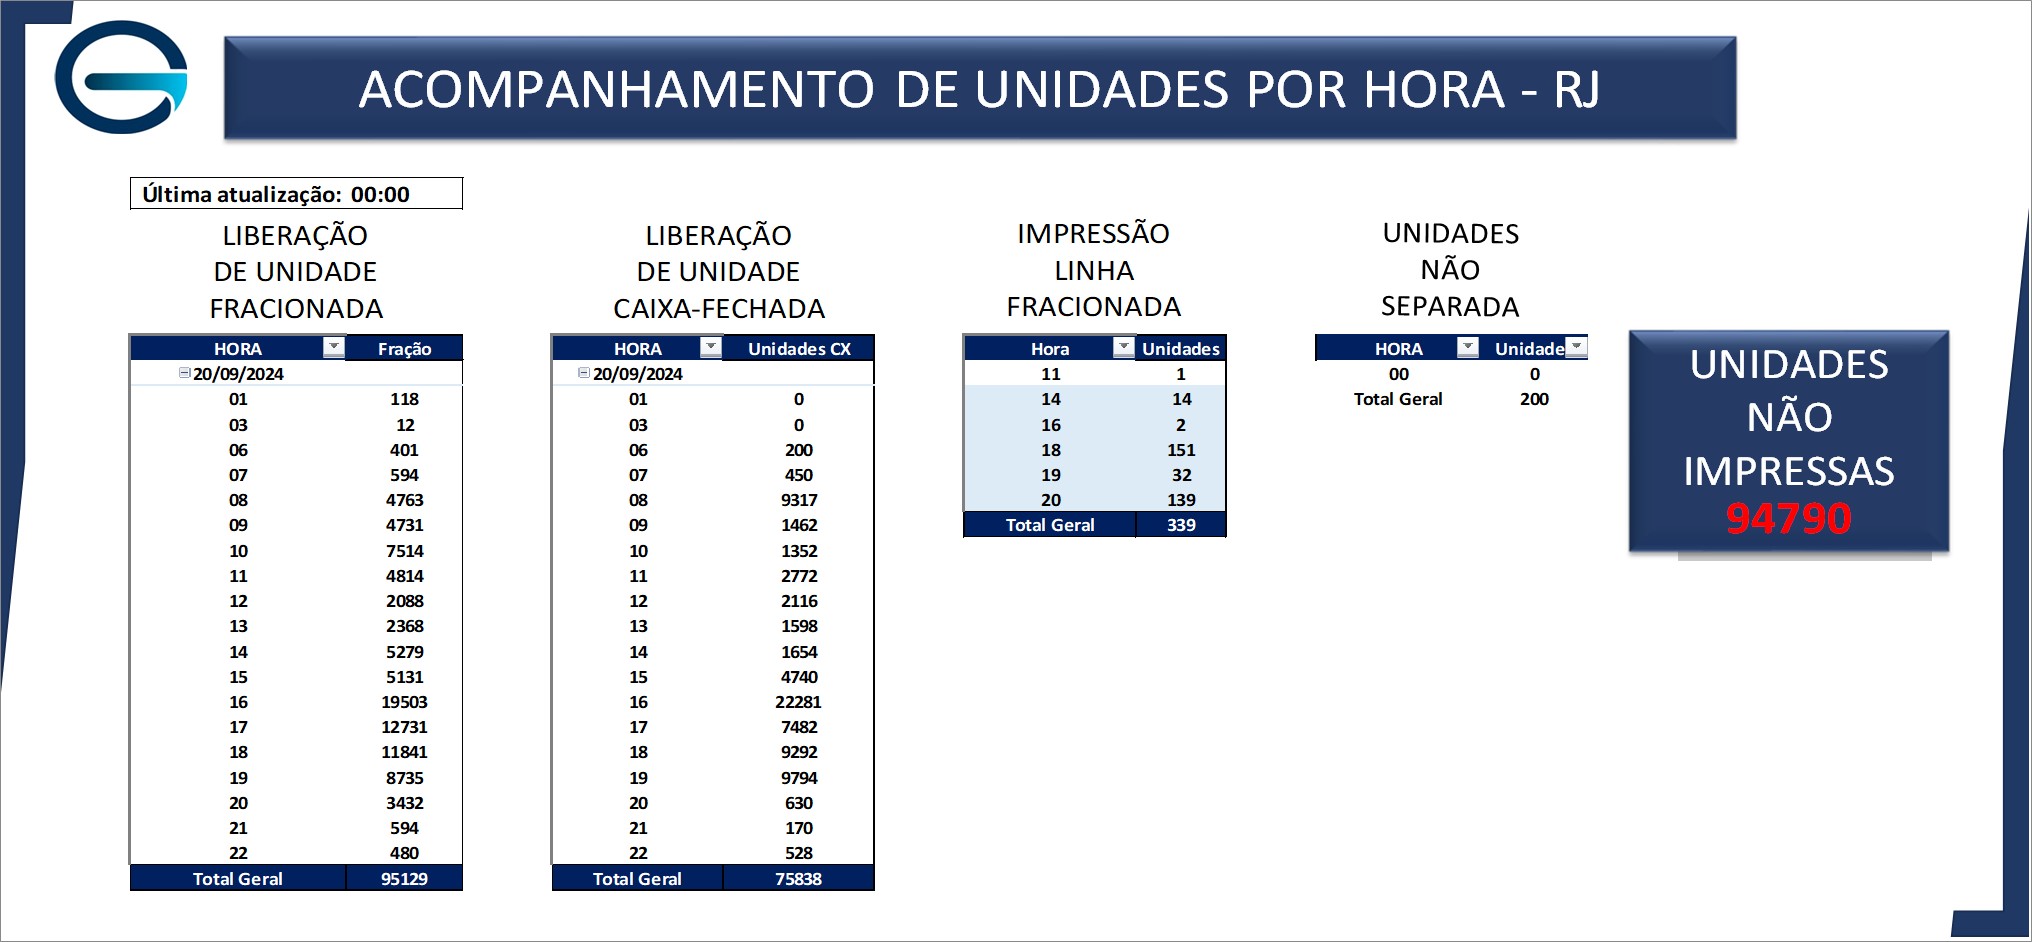 ACOMPANHAMENTO DE UNIDADES POR HORA - RJ
Última atualização: 00:00
LIBERAÇÃO
DE UNIDADE
FRACIONADA
HORA Fração
20/09/2024
01 118
03 12
06 401
07 594
08 4763
09 4731
10 7514
11 4814
12 2088
13 2368
14 5279
15 5131
16 19503
17 12731
18 11841
19 8735
20 3432
21 594
22 480
Total Geral 95129
LIBERAÇÃO
DE UNIDADE
CAIXA-FECHADA
HORA Unidades CX
20/09/2024
01 0
03 0
06 200
07 450
08 9317
09 1462
10 1352
11 2772
12 2116
13 1598
14 1654
15 4740
16 22281
17 7482
18 9292
19 9794
20 630
21 170
22 528
Total Geral 75838
IMPRESSÃO
LINHA
FRACIONADA
Hora Unidades
11 1
14 14
16 2
18 151
19 32
20 139
Total Geral 339
UNIDADES
NÃO
SEPARADA
HORA Unidade
00 0
Total Geral 200
UNIDADES
NÃO
IMPRESSAS
94790